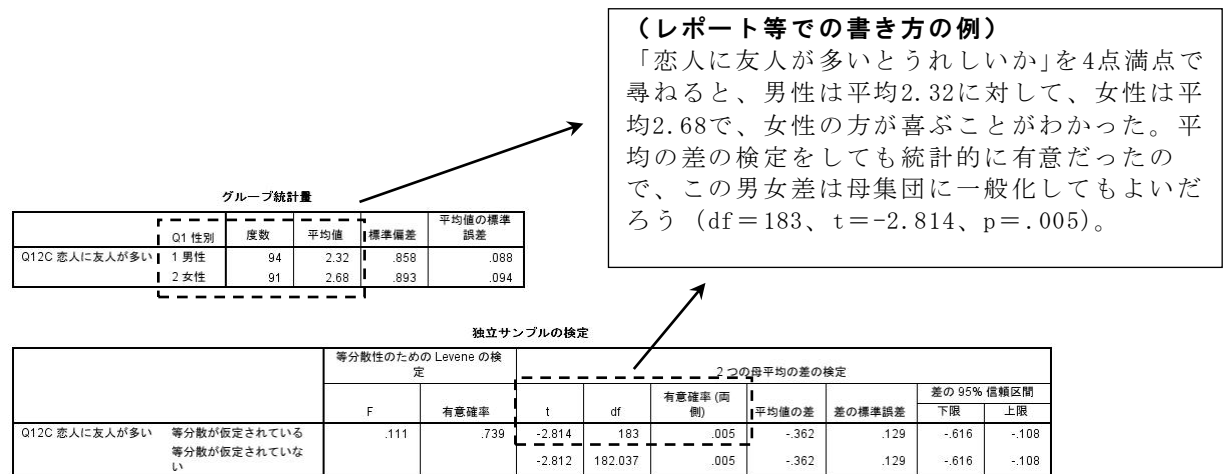 （レポート等での書き方の例）
「恋人に友人が多いとうれしいか」を4点満点で
尋ねると、男性は平均2.32に対して、女性は平
均2.68で、女性の方が喜ぶことがわかった。平
均の差の検定をしても統計的に有意だったの
で、この男女差は母集団に一般化してもよいだ
ろう（df＝183、t＝-2.814、p＝.005）。
グループ統計量
Q1 性別 度数 平均値 標準偏差 平均値の標準
誤差
Q12C 恋人に友人が多い 1 男性 94 2.32 .858 .088
2 女性 91 2.68 .893 .094
独立サンプルの検定
等分散性のための Levene の検
定
2 つの母平均の差の検定
F 有意確率 t df 有意確率 (両
側) 平均値の差 差の標準誤差 差の 95% 信頼区間
下限 上限
Q12C 恋人に友人が多い 等分散が仮定されている .111 .739 -2.814 183 .005 -.362 .129 -.616 -.108
等分散が仮定されていな
い -2.812 182.037 .005 -.362 .129 -.616 -.108